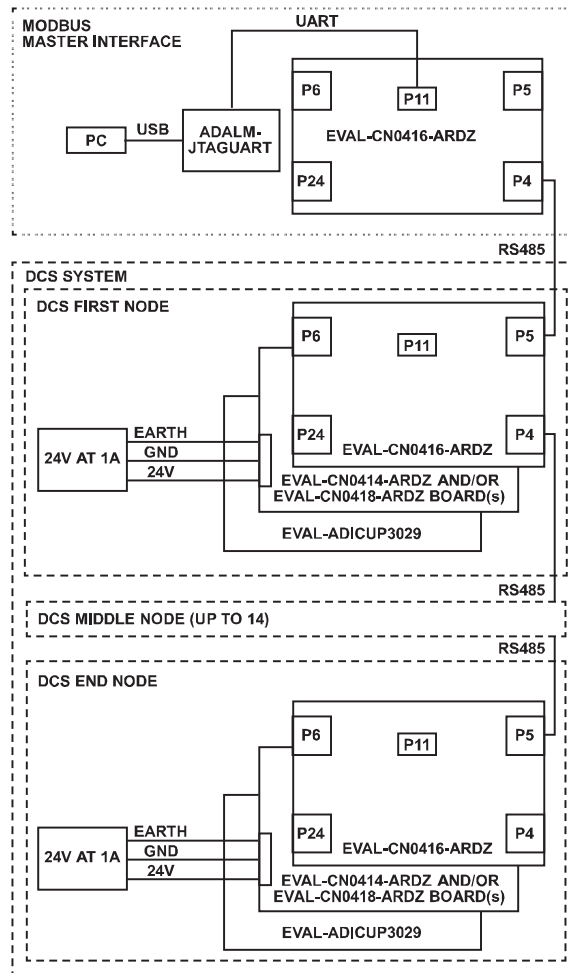 MODBUS
MASTER INTERFACE
UART
P6
P11
P5
EVAL-CN0416-ARDZ
PC
USB
ADALM-
JTAGUART
P24
P4
RS485
DCS SYSTEM
DCS FIRST NODE
P6
P11
P5
24V AT 1A
EARTH
GND
24V
P24
EVAL-CN0416-ARDZ
P4
EVAL-CN0414-ARDZ AND/OR
EVAL-CN0418-ARDZ BOARD(s)
EVAL-ADICUP3029
RS485
DCS MIDDLE NODE (UP TO 14)
RS485
DCS END NODE
P6
P11
P5
24V AT 1A
EARTH
GND
24V
P24
EVAL-CN0416-ARDZ
P4
EVAL-CN0414-ARDZ AND/OR
EVAL-CN0418-ARDZ BOARD(s)
EVAL-ADICUP3029